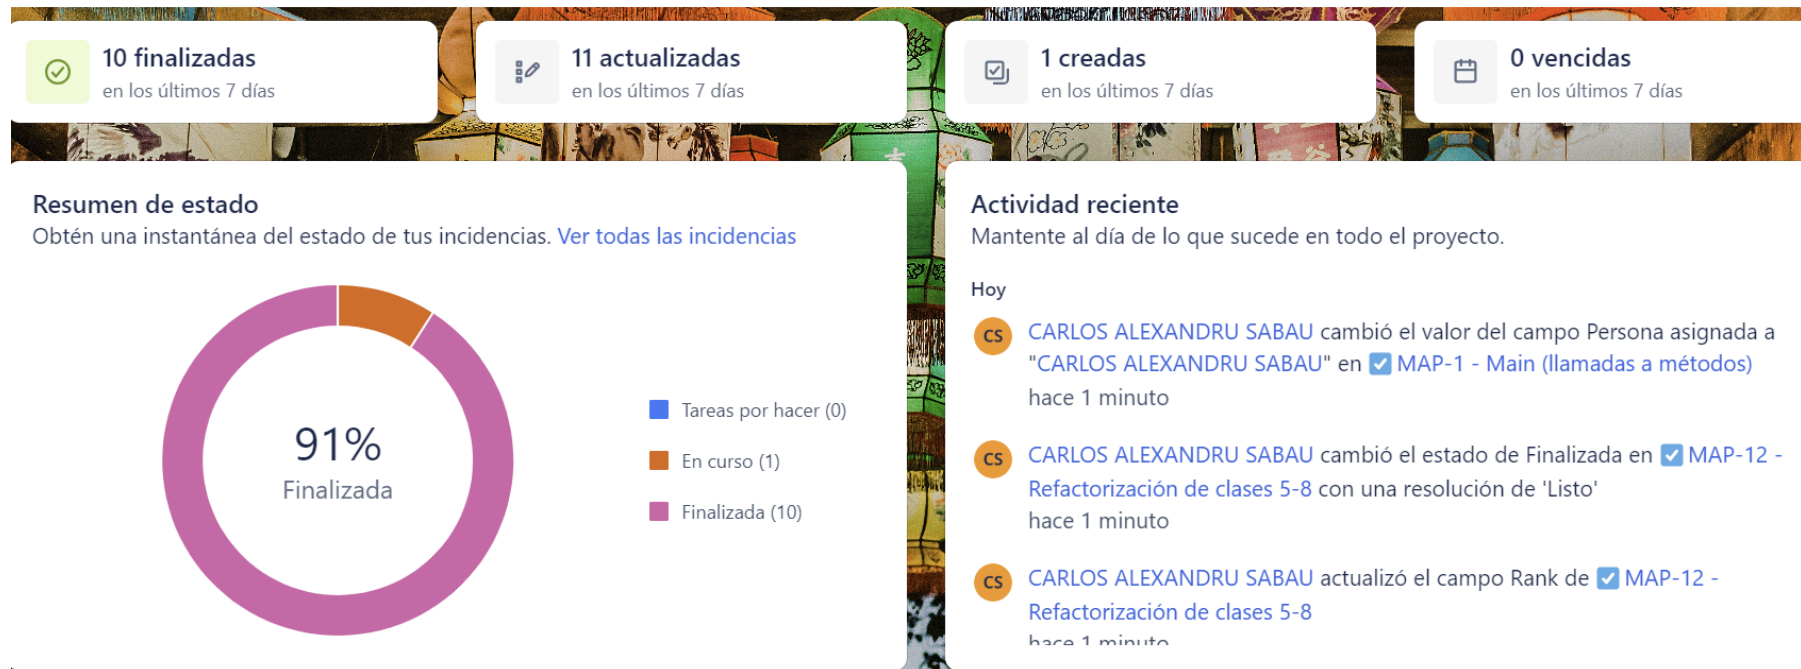 10 finalizadas
en los últimos 7 días
11 actualizadas
en los últimos 7 días
1 creadas
en los últimos 7 días
0 vencidas
en los últimos 7 días
Resumen de estado
Obtén una instantánea del estado de tus incidencias. Ver todas las incidencias
91%
Finalizada
Tareas por hacer (0)
En curso (1)
Finalizada (10)
Actividad reciente
Mantente al día de lo que sucede en todo el proyecto.
Hoy
CS
CARLOS ALEXANDRU SABAU cambió el valor del campo Persona asignada a
"CARLOS ALEXANDRU SABAU" en MAP-1 - Main (llamadas a métodos)
hace 1 minuto
CS
CARLOS ALEXANDRU SABAU cambió el estado de Finalizada en MAP-12 -
Refactorización de clases 5-8 con una resolución de 'Listo'
hace 1 minuto
CS
CARLOS ALEXANDRU SABAU actualizó el campo Rank de MAP-12 -
Refactorización de clases 5-8
hace 1 minuto